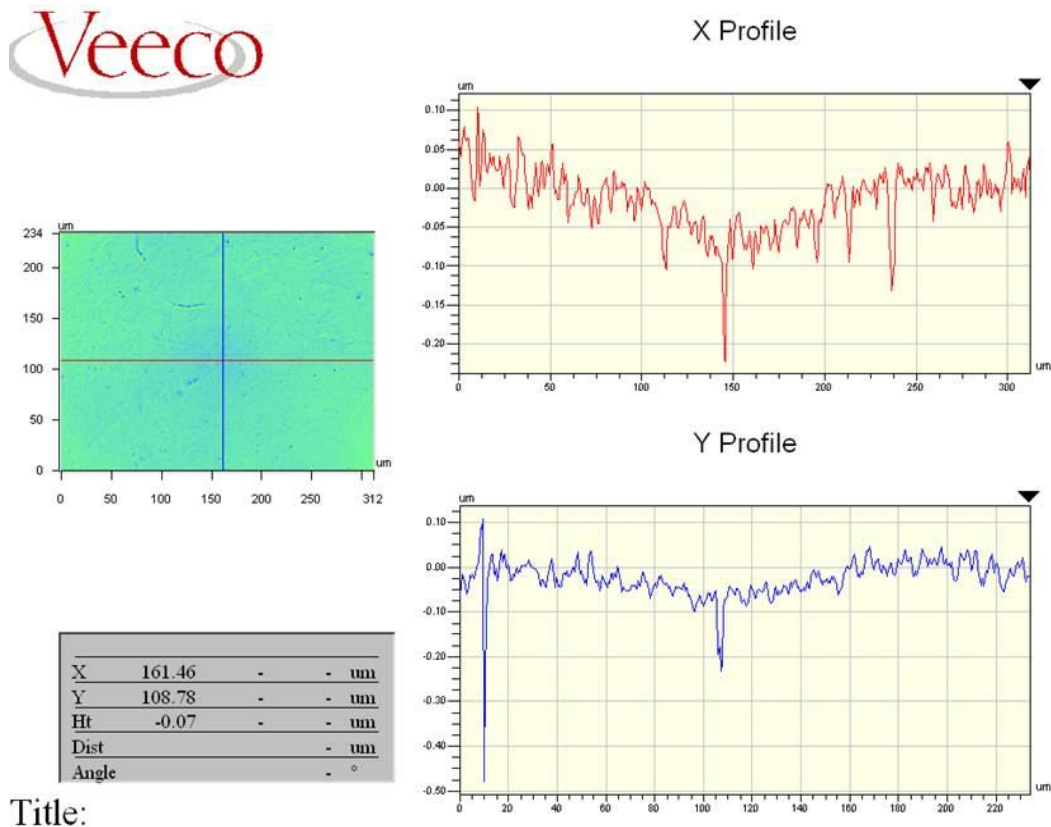 Veeco
X Profile
um
0.10
0.05
0.00
-0.05
-0.10
-0.15
-0.20
0 50 100 150 200 250 300
um
um
234
200
150
100
50
0
um
0 50 100 150 200 250 312
Y Profile
um
0.10
0.00
-0.10
-0.20
-0.30
-0.40
-0.50
0 20 40 60 80 100 120 140 160 180 200 220
um
X 161.46 - - um
Y 108.78 - - um
Ht -0.07 - - um
Dist - um
Angle - °
Title: